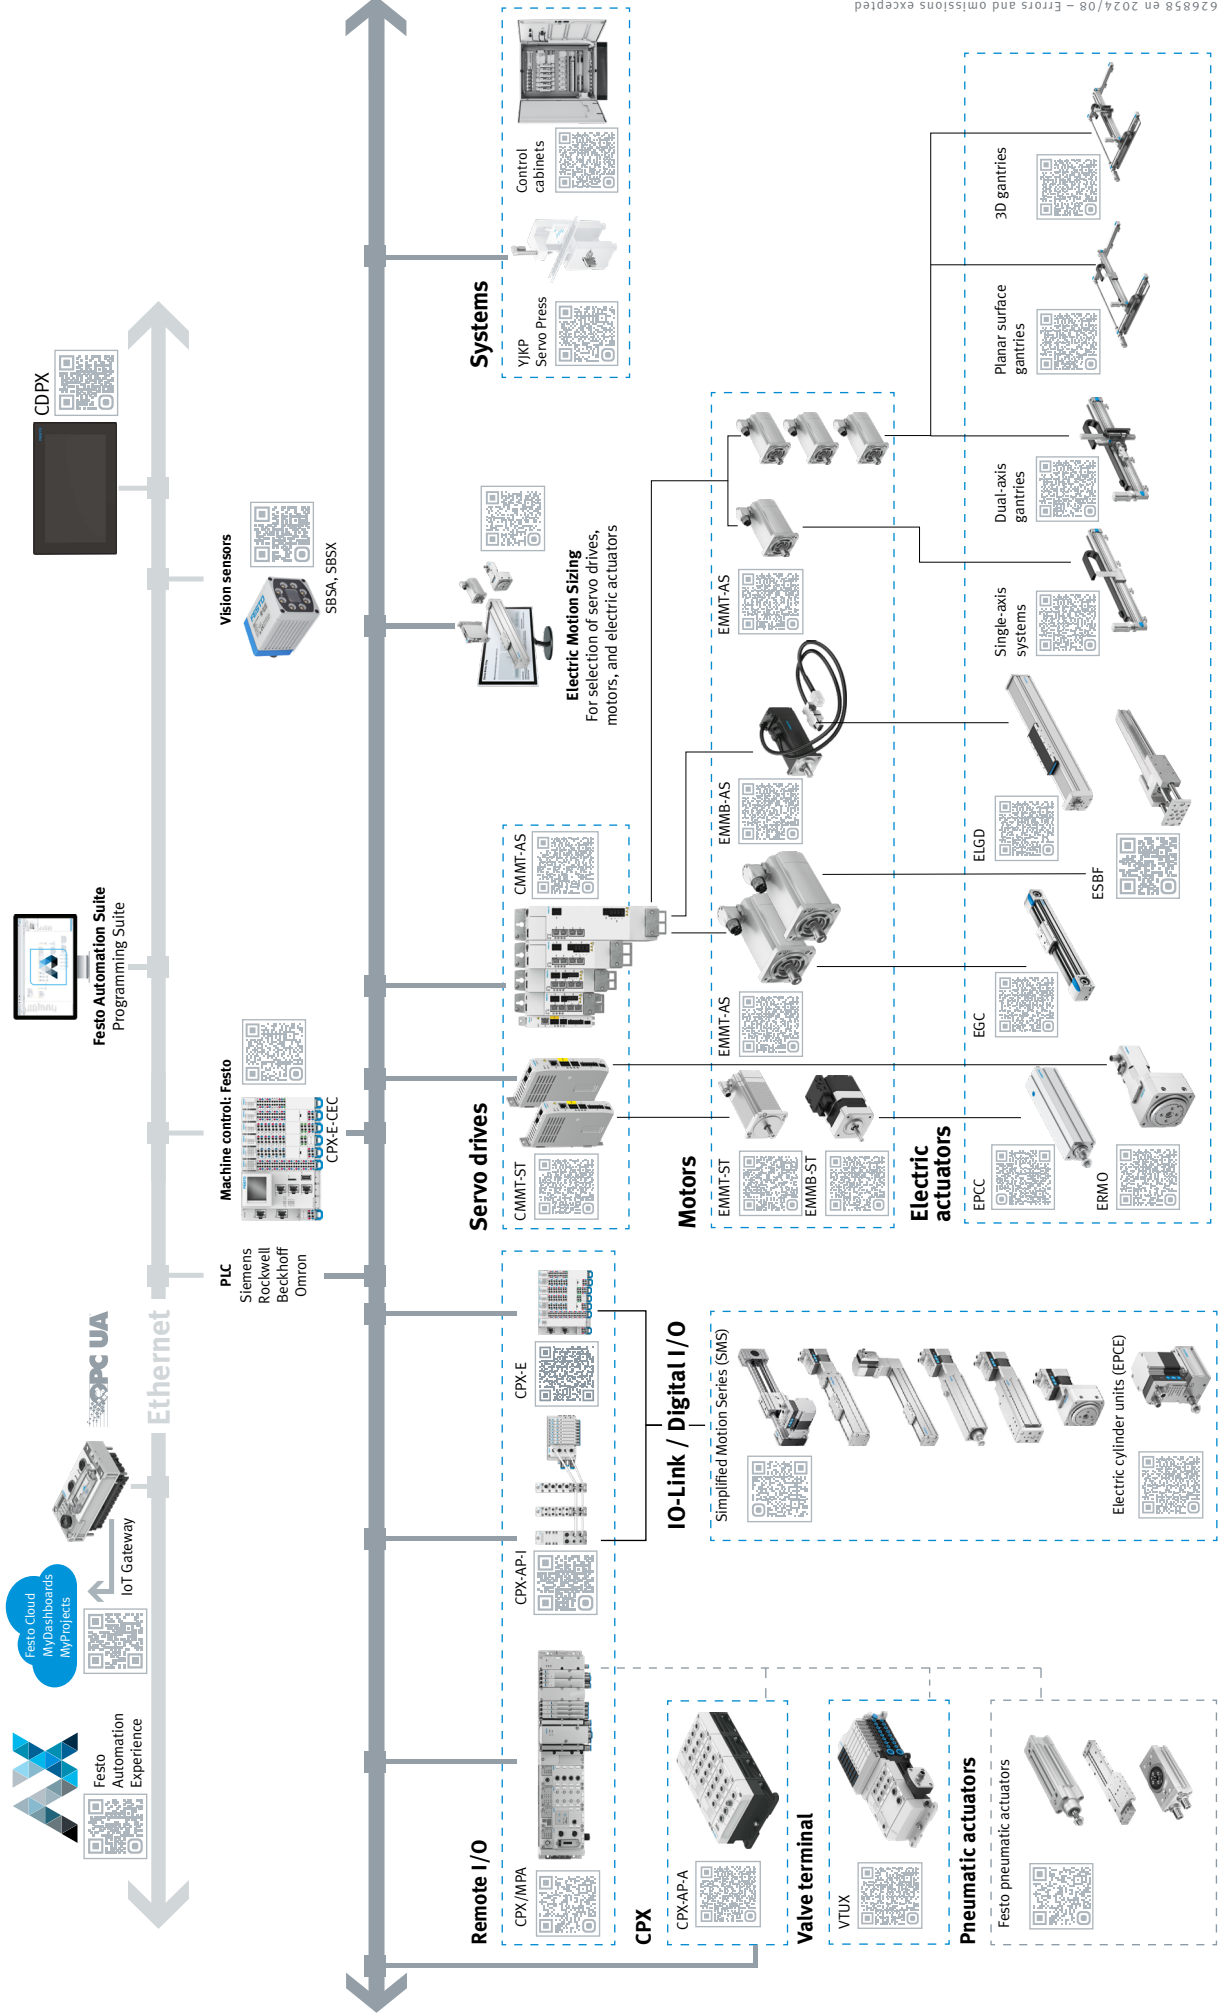 Festo
Automation
Experience
Festo Cloud
MyDashboards
MyProjects
IoT Gateway
OPC UA
Ethernet
Festo Automation Suite
Programming Suite
CDPX
PLC
Siemens
Rockwell
Beckhoff
Omron
Machine control: Festo
CPX-E-CEC
Vision sensors
SBSA, SBSX
FESTO
Remote I/O
CPX/MPA
CPX-AP-I
CPX-E
CPX
CPX-AP-A
Valve terminal
VTUX
Pneumatic actuators
Festo pneumatic actuators
IO-Link / Digital I/O
Simplified Motion Series (SMS)
Electric cylinder units (EPCE)
Servo drives
CMMT-ST
CMMT-AS
Electric Motion Sizing
For selection of servo drives,
motors, and electric actuators
Systems
YJKP
Servo Press
Control
cabinets
Motors
EMMT-ST
EMMB-ST
EMMT-AS
EMMB-AS
EMMT-AS
Electric
actuators
EPCC
ERMO
EGC
ESBF
ELGD
Single-axis
systems
Dual-axis
gantries
Planar surface
gantries
3D gantries
626858 en 2024/08 – Errors and omissions excepted